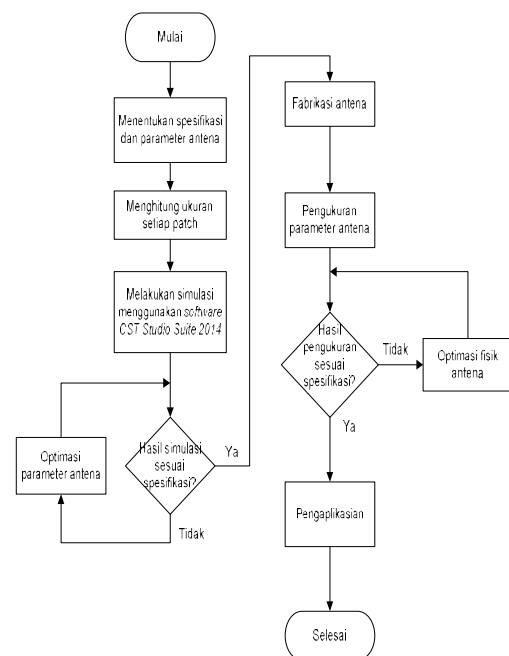 Mulai
Menentukan spesifikasi
dan parameter antena
Menghitung ukuran
setiap patch
Melakukan simulasi
menggunakan software
CST Studio Suite 2014
Hasil simulasi
sesuai
spesifikasi?
Ya
Tidak
Optimasi
parameter antena
Fabrikasi antena
Pengukuran
parameter antena
Hasil
pengukuran
sesuai
spesifikasi?
Tidak
Optimasi fisik
antena
Ya
Pengaplikasian
Selesai